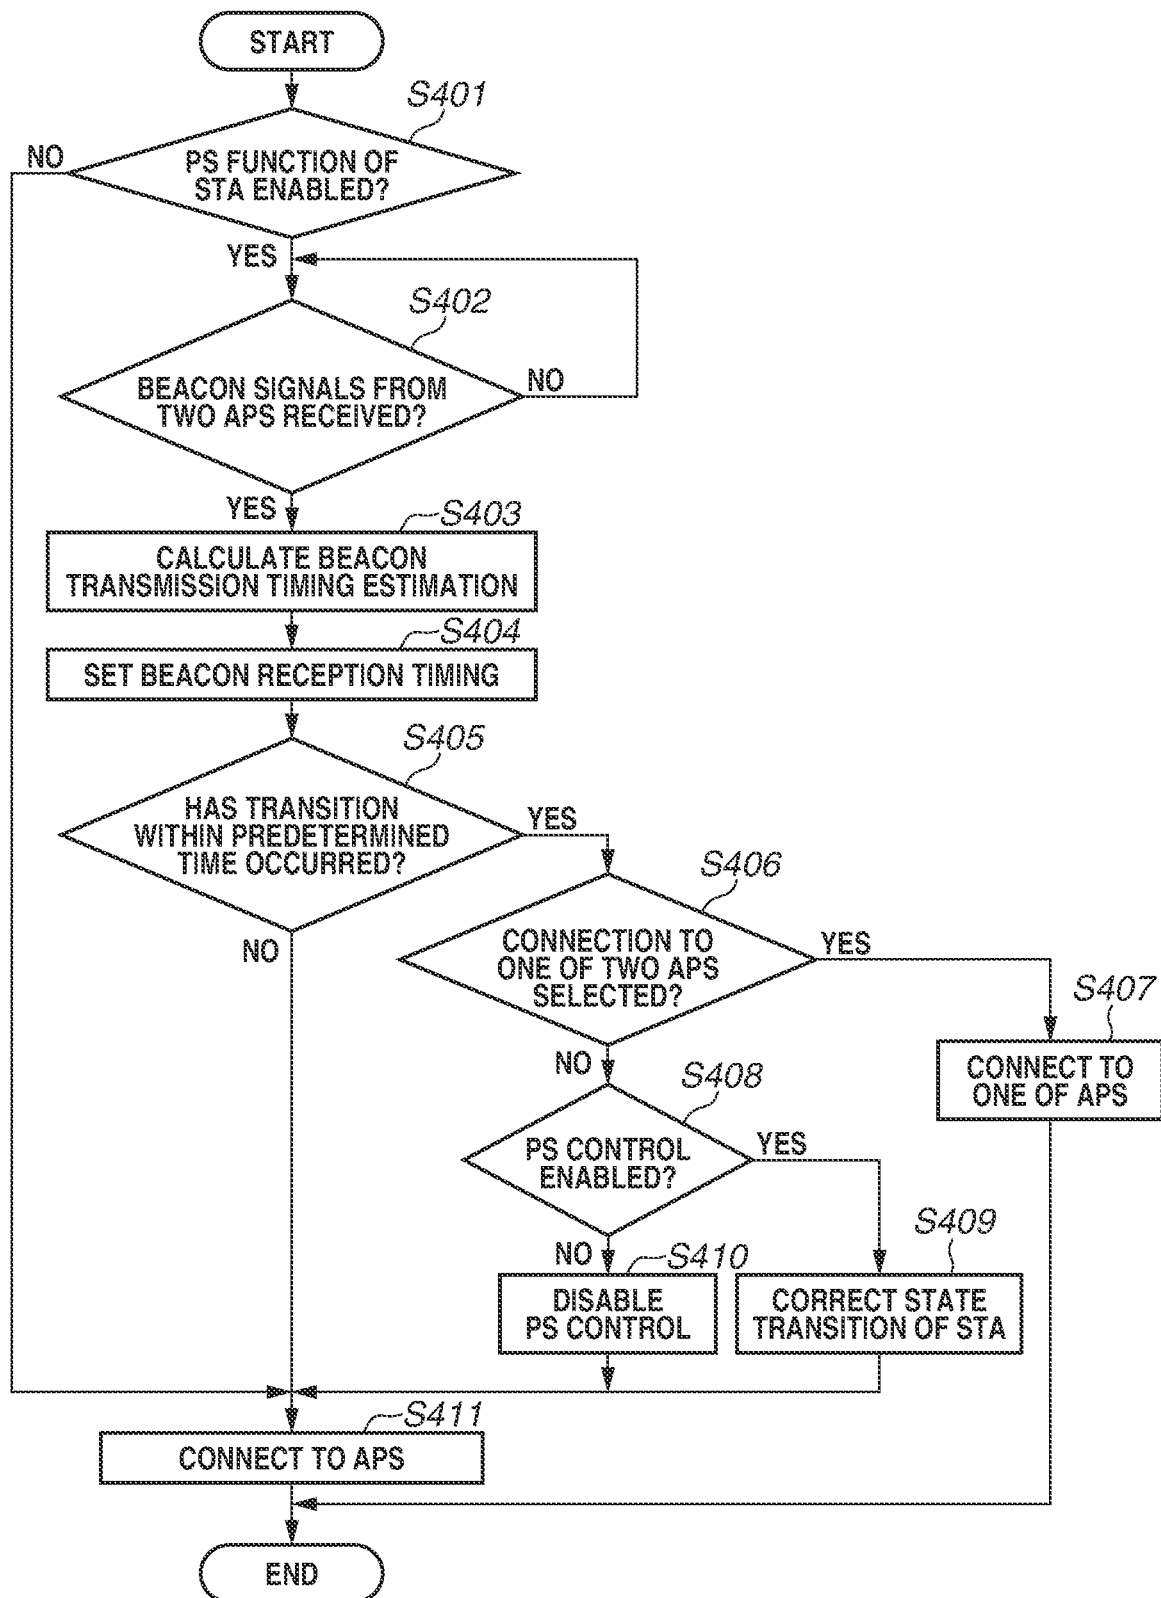 START
S401
NO
PS FUNCTION OF
STA ENABLED?
YES
S402
BEACON SIGNALS FROM
TWO APS RECEIVED?
NO
YES
S403
CALCULATE BEACON
TRANSMISSION TIMING ESTIMATION
S404
SET BEACON RECEPTION TIMING
S405
HAS TRANSITION
WITHIN PREDETERMINED
TIME OCCURRED?
YES
NO
S406
CONNECTION TO
ONE OF TWO APS
SELECTED?
YES
S407
CONNECT TO
ONE OF APS
NO
S408
PS CONTROL
ENABLED?
YES
S409
CORRECT STATE
TRANSITION OF STA
NO
S410
DISABLE
PS CONTROL
S411
CONNECT TO APS
END